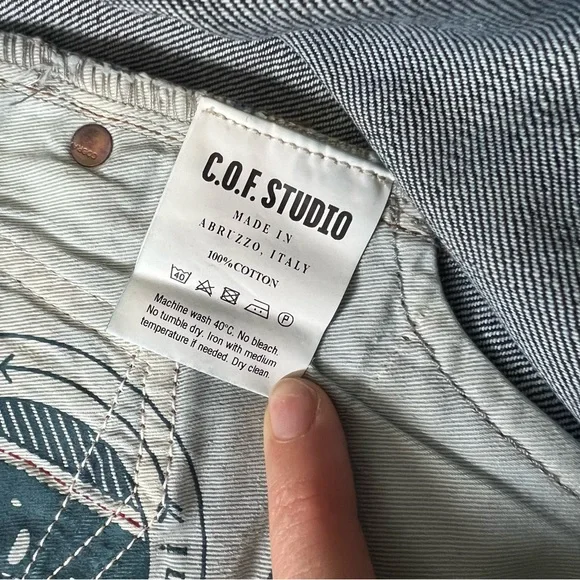 C.O.F. STUDIO
MADE IN
ABRUZZO, ITALY
100% COTTON
40
P
Machine wash 40°C. No bleach.
No tumble dry. Iron with medium
temperature if needed. Dry clean.